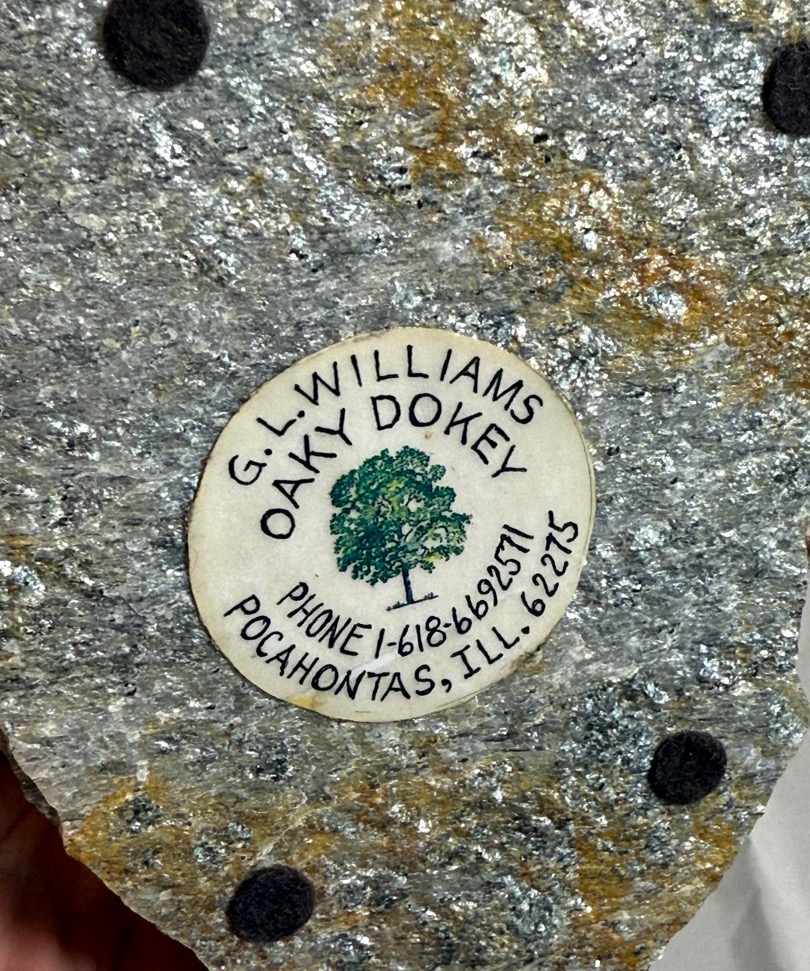 G. L. WILLIAMS
OAKY DOKEY
PHONE 1-618-6692571
POCAHONTAS, ILL. 62275